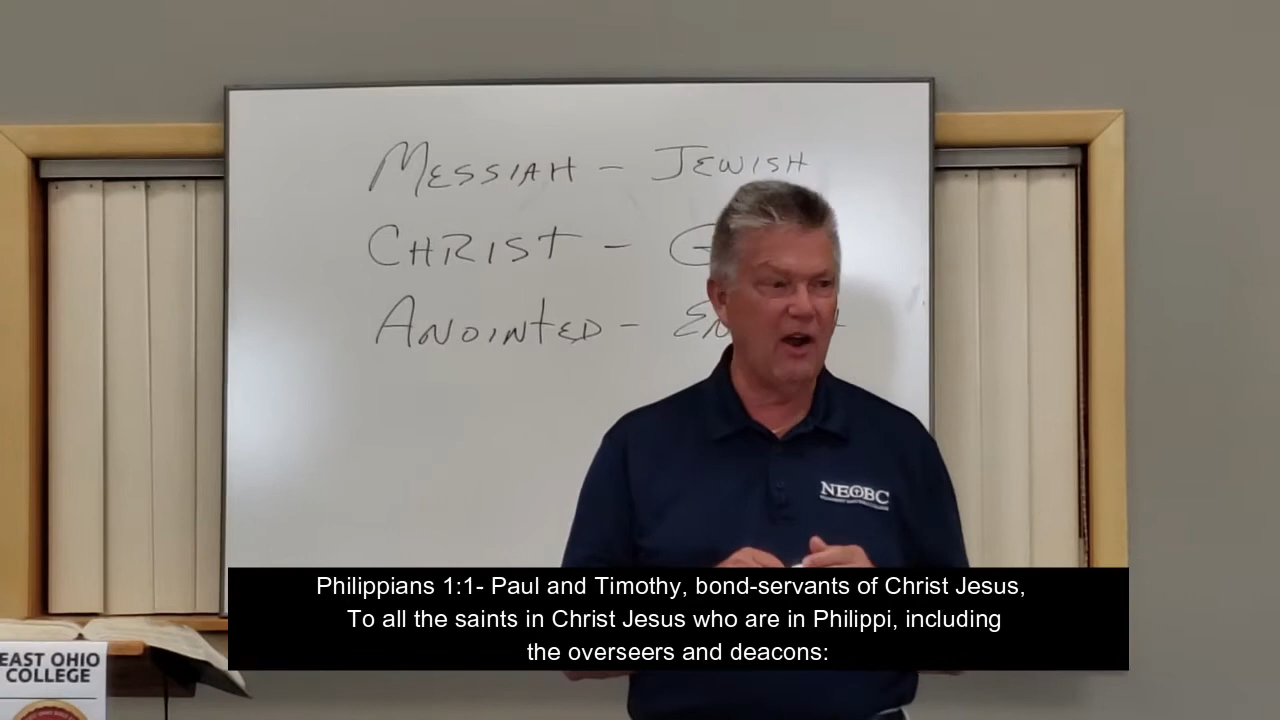 MESSIAH - JEWISH
CHRIST - G
ANOINTED - EN
NEOBC
Philippians 1:1- Paul and Timothy, bond-servants of Christ Jesus,
To all the saints in Christ Jesus who are in Philippi, including
the overseers and deacons:
EAST OHIO
COLLEGE